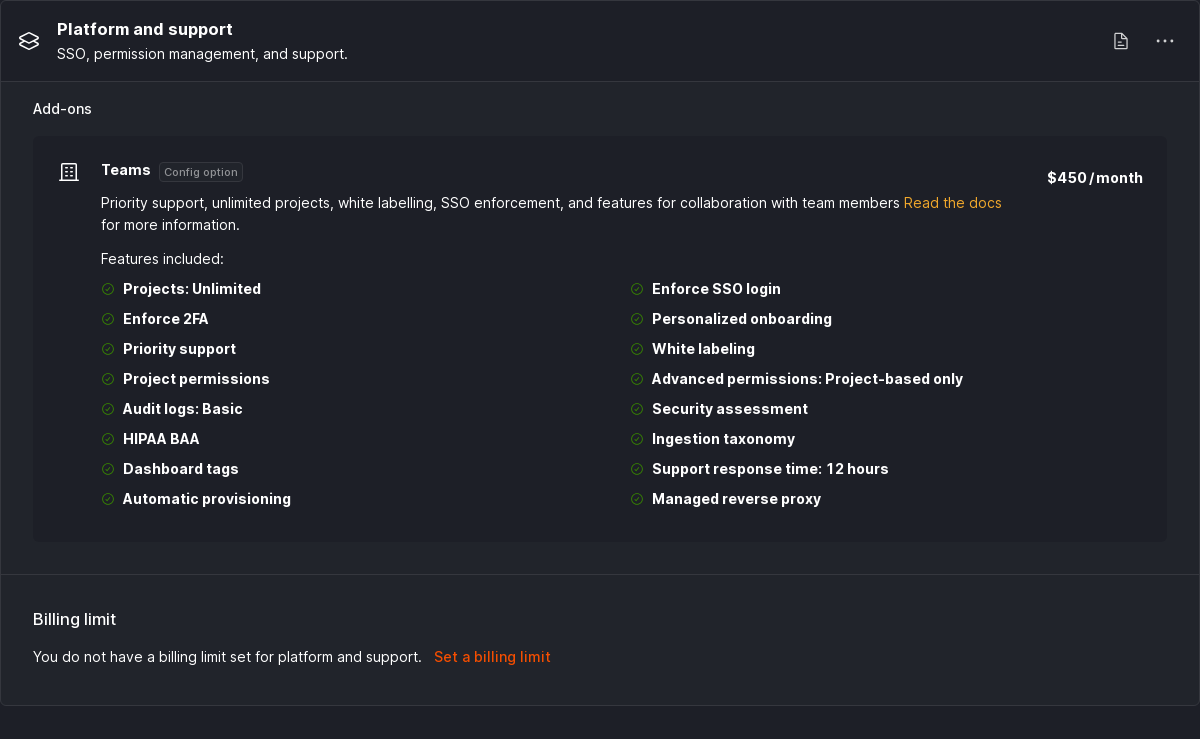 Platform and support
SSO, permission management, and support.
Add-ons
Teams Config option
$450 / month
Priority support, unlimited projects, white labelling, SSO enforcement, and features for collaboration with team members Read the docs
for more information.
Features included:
Projects: Unlimited
Enforce 2FA
Priority support
Project permissions
Audit logs: Basic
HIPAA BAA
Dashboard tags
Automatic provisioning
Enforce SSO login
Personalized onboarding
White labeling
Advanced permissions: Project-based only
Security assessment
Ingestion taxonomy
Support response time: 12 hours
Managed reverse proxy
Billing limit
You do not have a billing limit set for platform and support. Set a billing limit